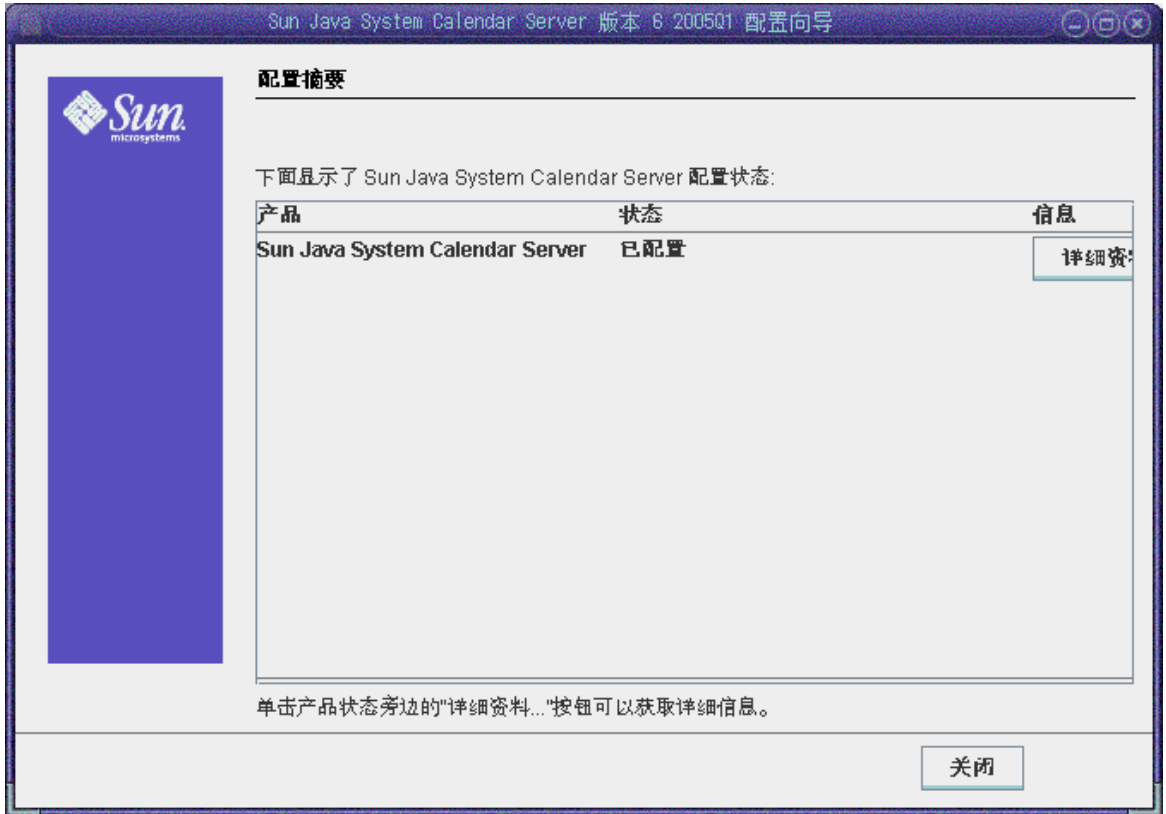 Sun Java System Calendar Server 版本 6 2005Q1 配置向导
Sun
microsystems
配置摘要
下面显示了 Sun Java System Calendar Server 配置状态:
产品 状态 信息
Sun Java System Calendar Server 已配置 详细资
单击产品状态旁边的"详细资料..."按钮可以获取详细信息。
关闭